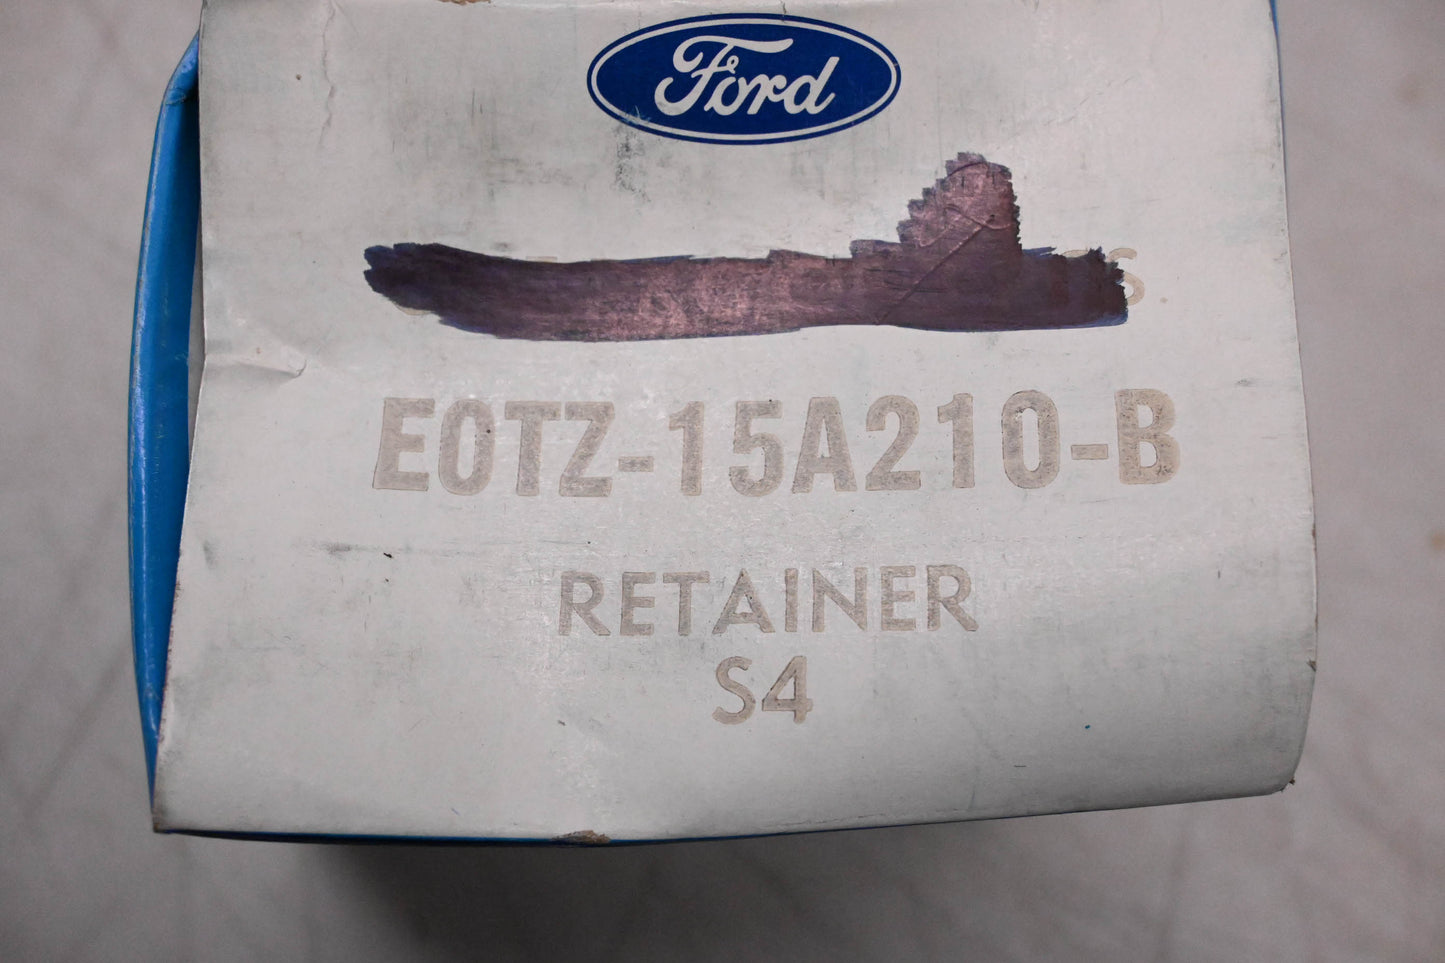 Ford
E0TZ-15A210-B
RETAINER
S4